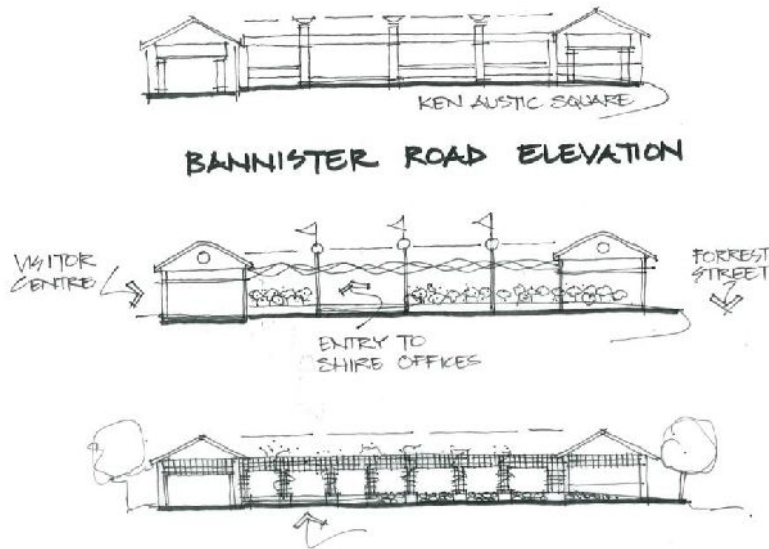 KEN AUSTIC SQUARE
BANNISTER ROAD ELEVATION
VISITOR
CENTRE
FORREST
STREET
ENTRY TO
SHIRE OFFICES